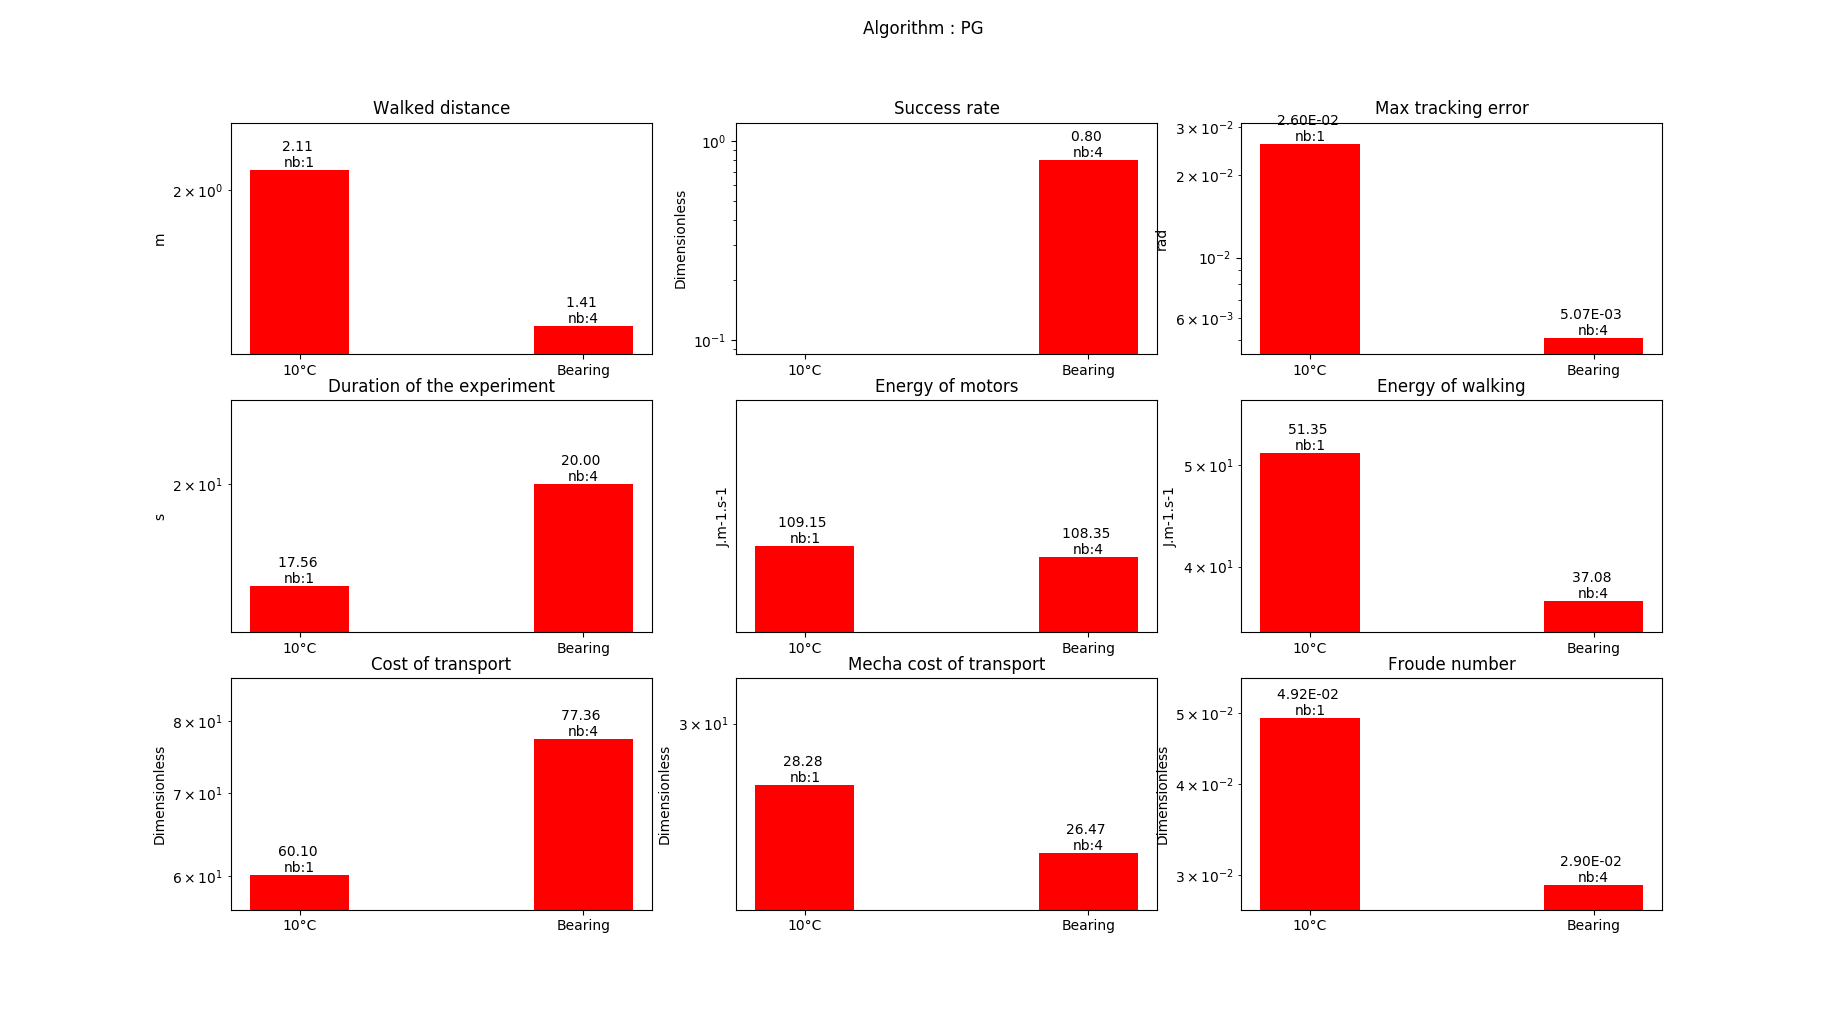 Algorithm : PG
Walked distance
m
2×10⁰
2.11
nb:1
1.41
nb:4
10°C
Bearing
Success rate
Dimensionless
10⁰
10⁻¹
0.80
nb:4
10°C
Bearing
Max tracking error
rad
3×10⁻²
2×10⁻²
10⁻²
6×10⁻³
2.60E-02
nb:1
5.07E-03
nb:4
10°C
Bearing
Duration of the experiment
s
2×10¹
17.56
nb:1
20.00
nb:4
10°C
Bearing
Energy of motors
J.m-1.s-1
109.15
nb:1
108.35
nb:4
10°C
Bearing
Energy of walking
J.m-1.s-1
5×10¹
4×10¹
51.35
nb:1
37.08
nb:4
10°C
Bearing
Cost of transport
Dimensionless
8×10¹
7×10¹
6×10¹
60.10
nb:1
77.36
nb:4
10°C
Bearing
Mecha cost of transport
Dimensionless
3×10¹
28.28
nb:1
26.47
nb:4
10°C
Bearing
Froude number
Dimensionless
5×10⁻²
4×10⁻²
3×10⁻²
4.92E-02
nb:1
2.90E-02
nb:4
10°C
Bearing